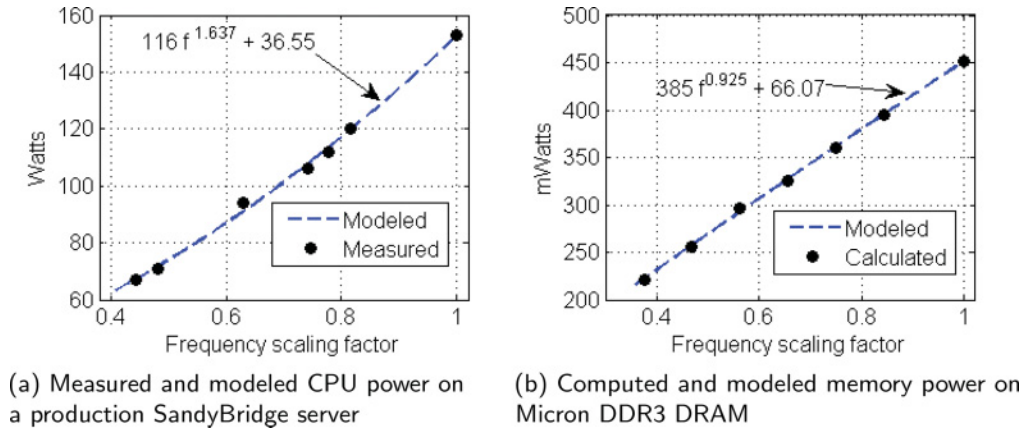 160
140
120
100
80
60
Watts
116 f^1.637 + 36.55
Modeled
Measured
0.4 0.6 0.8 1
Frequency scaling factor
(a) Measured and modeled CPU power on
a production SandyBridge server
500
450
400
350
300
250
200
mWatts
385 f^0.925 + 66.07
Modeled
Calculated
0.4 0.6 0.8 1
Frequency scaling factor
(b) Computed and modeled memory power on
Micron DDR3 DRAM